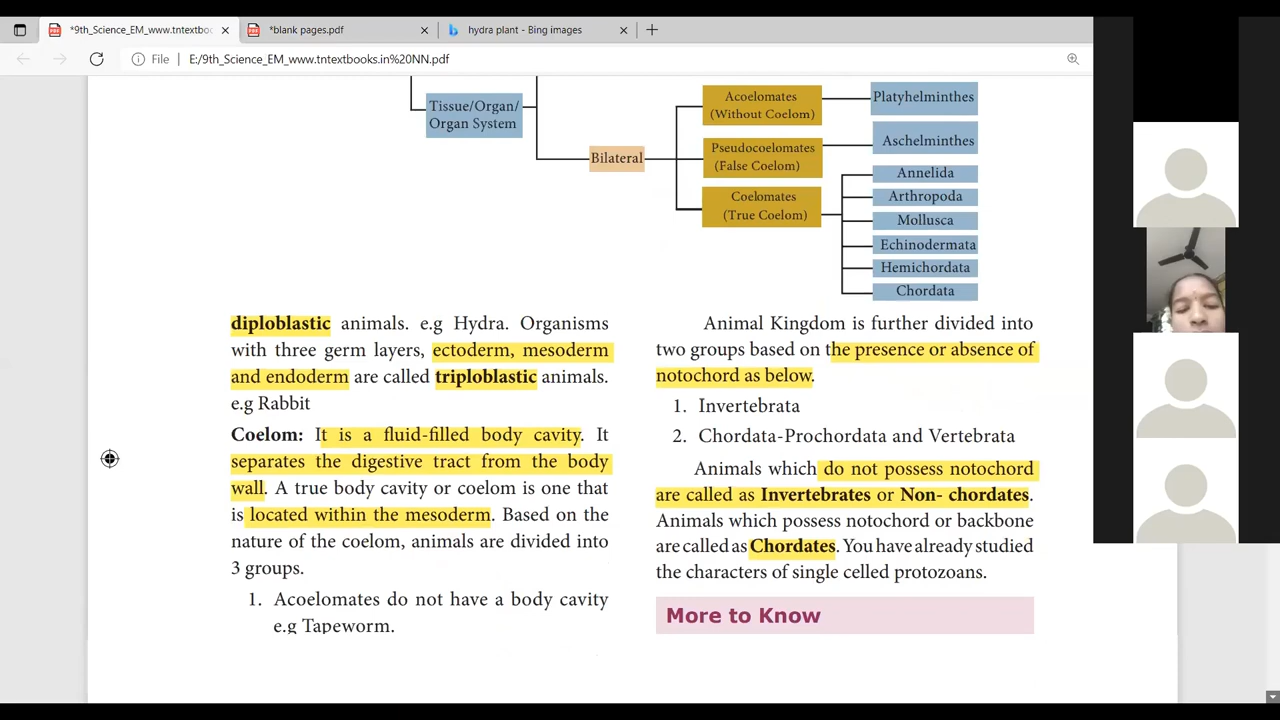 *9th_Science_EM_www.tntextboo
*blank pages.pdf
hydra plant - Bing images
File
E:/9th_Science_EM_www.tntextbooks.in%20NN.pdf
Tissue/Organ/
Organ System
Bilateral
Acoelomates
(Without Coelom)
Pseudocoelomates
(False Coelom)
Coelomates
(True Coelom)
Platyhelminthes
Aschelminthes
Annelida
Arthropoda
Mollusca
Echinodermata
Hemichordata
Chordata
diploblastic animals. e.g Hydra. Organisms
with three germ layers, ectoderm, mesoderm
and endoderm are called triploblastic animals.
e.g Rabbit
Coelom: It is a fluid-filled body cavity. It
separates the digestive tract from the body
wall. A true body cavity or coelom is one that
is located within the mesoderm. Based on the
nature of the coelom, animals are divided into
3 groups.
1. Acoelomates do not have a body cavity
e.g Tapeworm.
Animal Kingdom is further divided into
two groups based on the presence or absence of
notochord as below.
1. Invertebrata
2. Chordata-Prochordata and Vertebrata
Animals which do not possess notochord
are called as Invertebrates or Non- chordates.
Animals which possess notochord or backbone
are called as Chordates. You have already studied
the characters of single celled protozoans.
More to Know